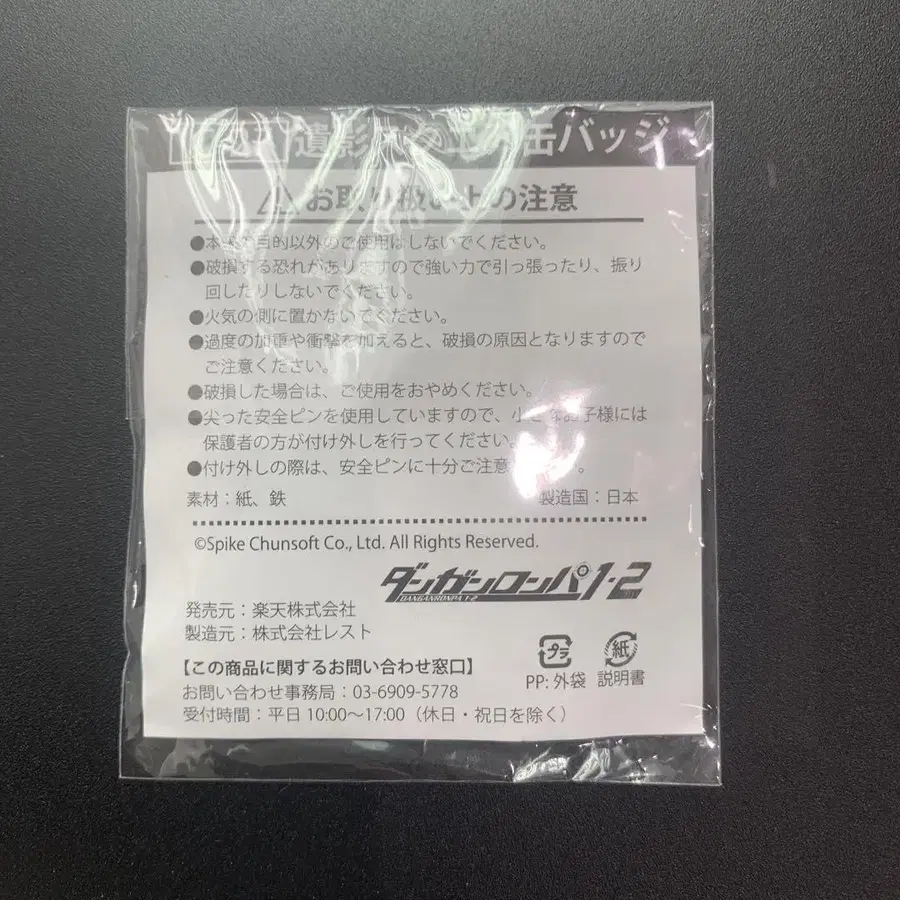 遺影 缶バッジ
お取り扱い上の注意
●本来の目的以外のご使用はしないでください。
●破損する恐れがありますので強い力で引っ張ったり、振り
回したりしないでください。
●火気の側に置かないでください。
●過度の加重や衝撃を加えると、破損の原因となりますので
ご注意ください。
●破損した場合は、ご使用をおやめください。
●尖った安全ピンを使用していますので、小さなお子様には
保護者の方が付け外しを行ってください。
●付け外しの際は、安全ピンに十分ご注意
素材：紙、鉄
製造国：日本
©Spike Chunsoft Co., Ltd. All Rights Reserved.
ダンガンロンパ1・2
DANGANRONPA 1・2
発売元：楽天株式会社
製造元：株式会社レスト
【この商品に関するお問い合わせ窓口】
お問い合わせ事務局：03-6909-5778
受付時間：平日 10:00～17:00（休日・祝日を除く）
プラ
PP: 外袋
紙
説明書